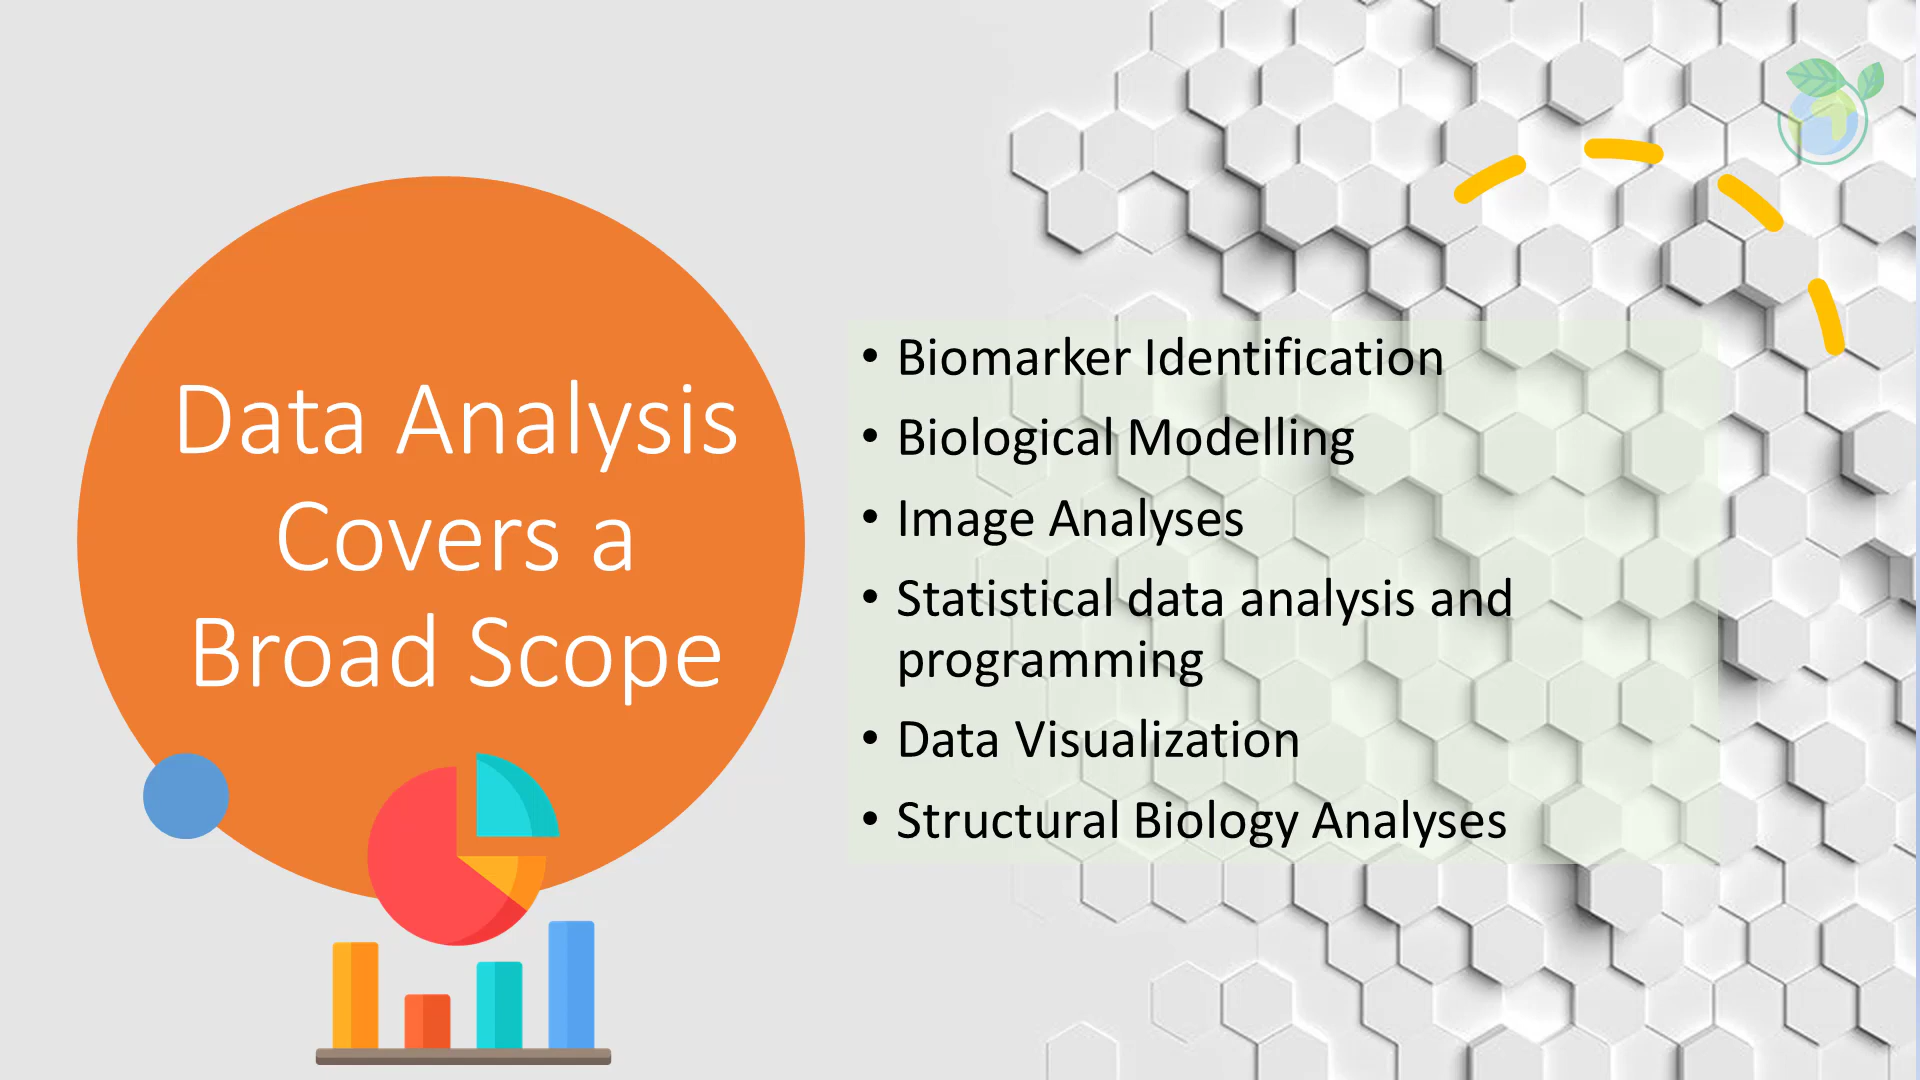 Data Analysis
Covers a
Broad Scope
• Biomarker Identification
• Biological Modelling
• Image Analyses
• Statistical data analysis and
programming
• Data Visualization
• Structural Biology Analyses